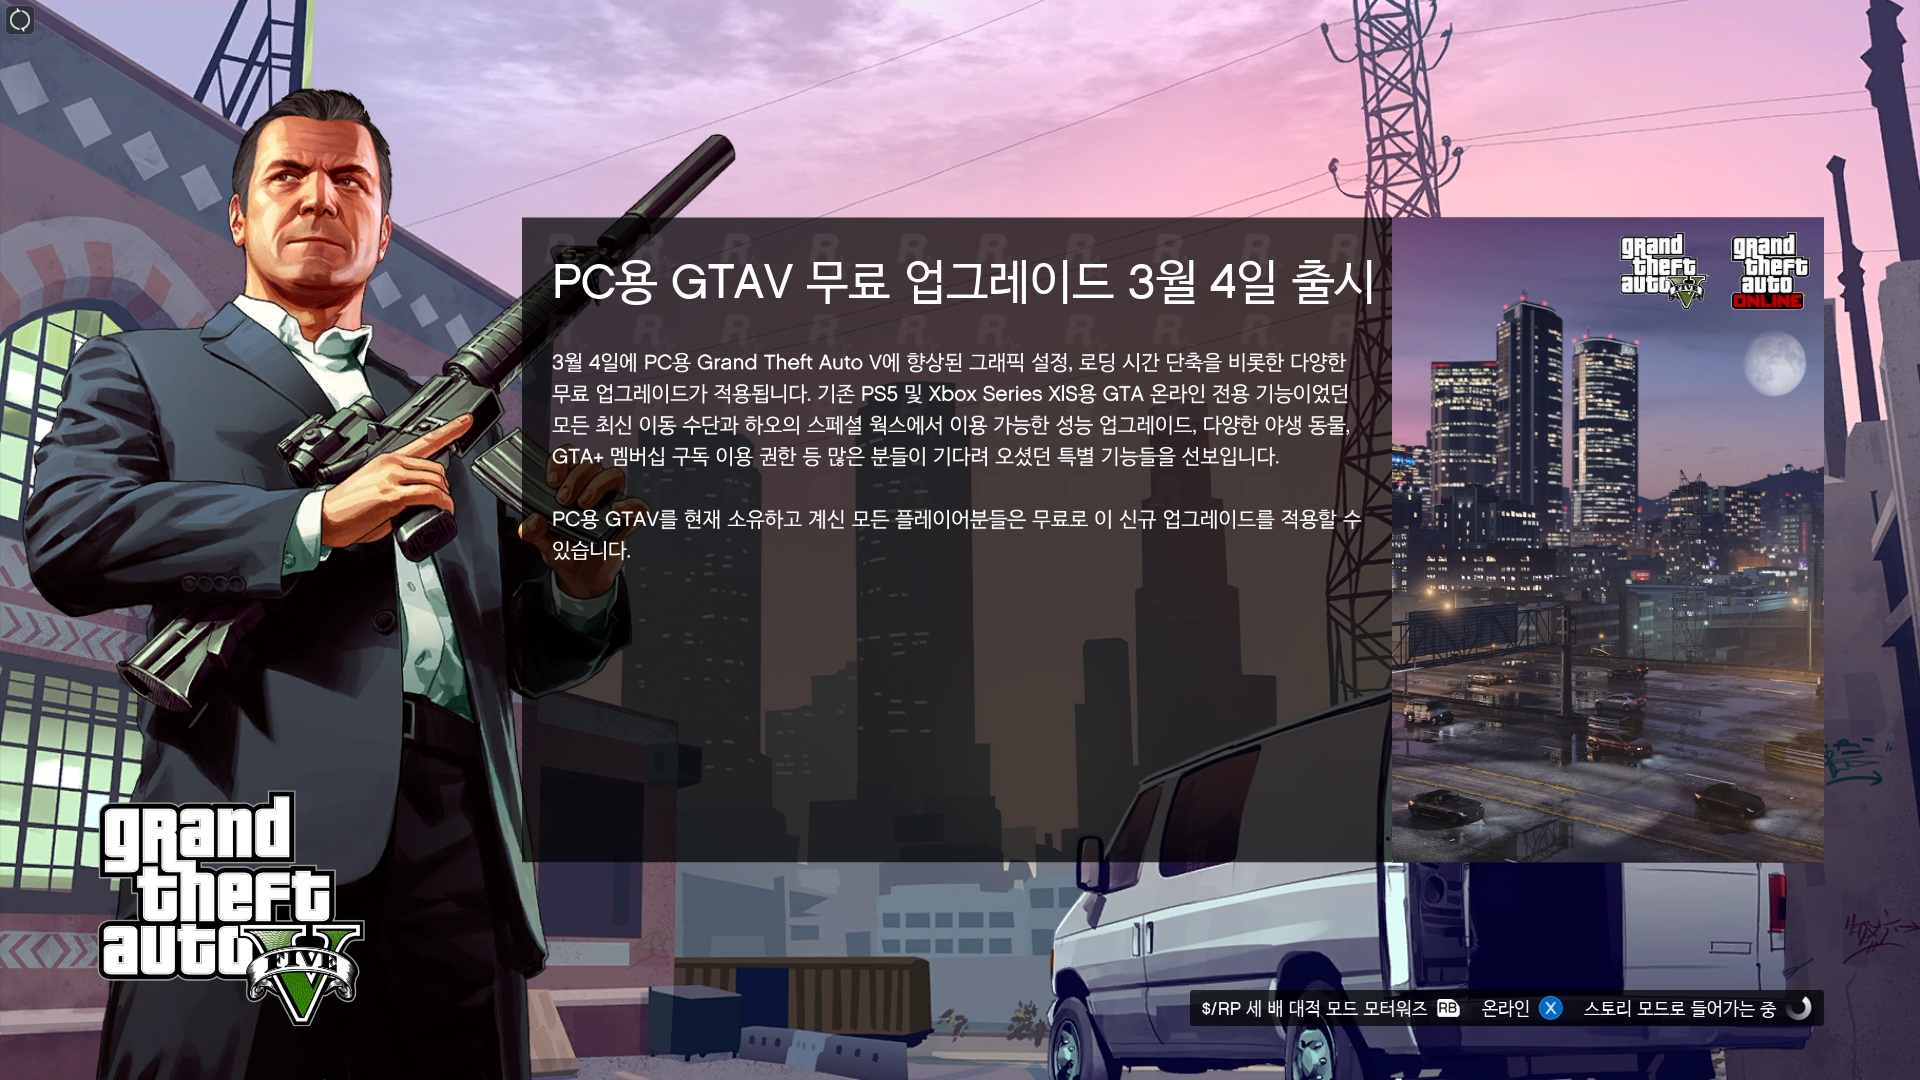 PC용 GTAV 무료 업그레이드 3월 4일 출시
3월 4일에 PC용 Grand Theft Auto V에 향상된 그래픽 설정, 로딩 시간 단축을 비롯한 다양한
무료 업그레이드가 적용됩니다. 기존 PS5 및 Xbox Series X|S용 GTA 온라인 전용 기능이었던
모든 최신 이동 수단과 하오의 스페셜 웍스에서 이용 가능한 성능 업그레이드, 다양한 야생 동물,
GTA+ 멤버십 구독 이용 권한 등 많은 분들이 기다려 오셨던 특별 기능들을 선보입니다.
PC용 GTAV를 현재 소유하고 계신 모든 플레이어분들은 무료로 이 신규 업그레이드를 적용할 수
있습니다.
grand
theft
auto V
FIVE
grand
theft
auto
ONLINE
grand
theft
auto V
FIVE
$/RP 세 배 대적 모드 모터워즈 RB 온라인 X 스토리 모드로 들어가는 중